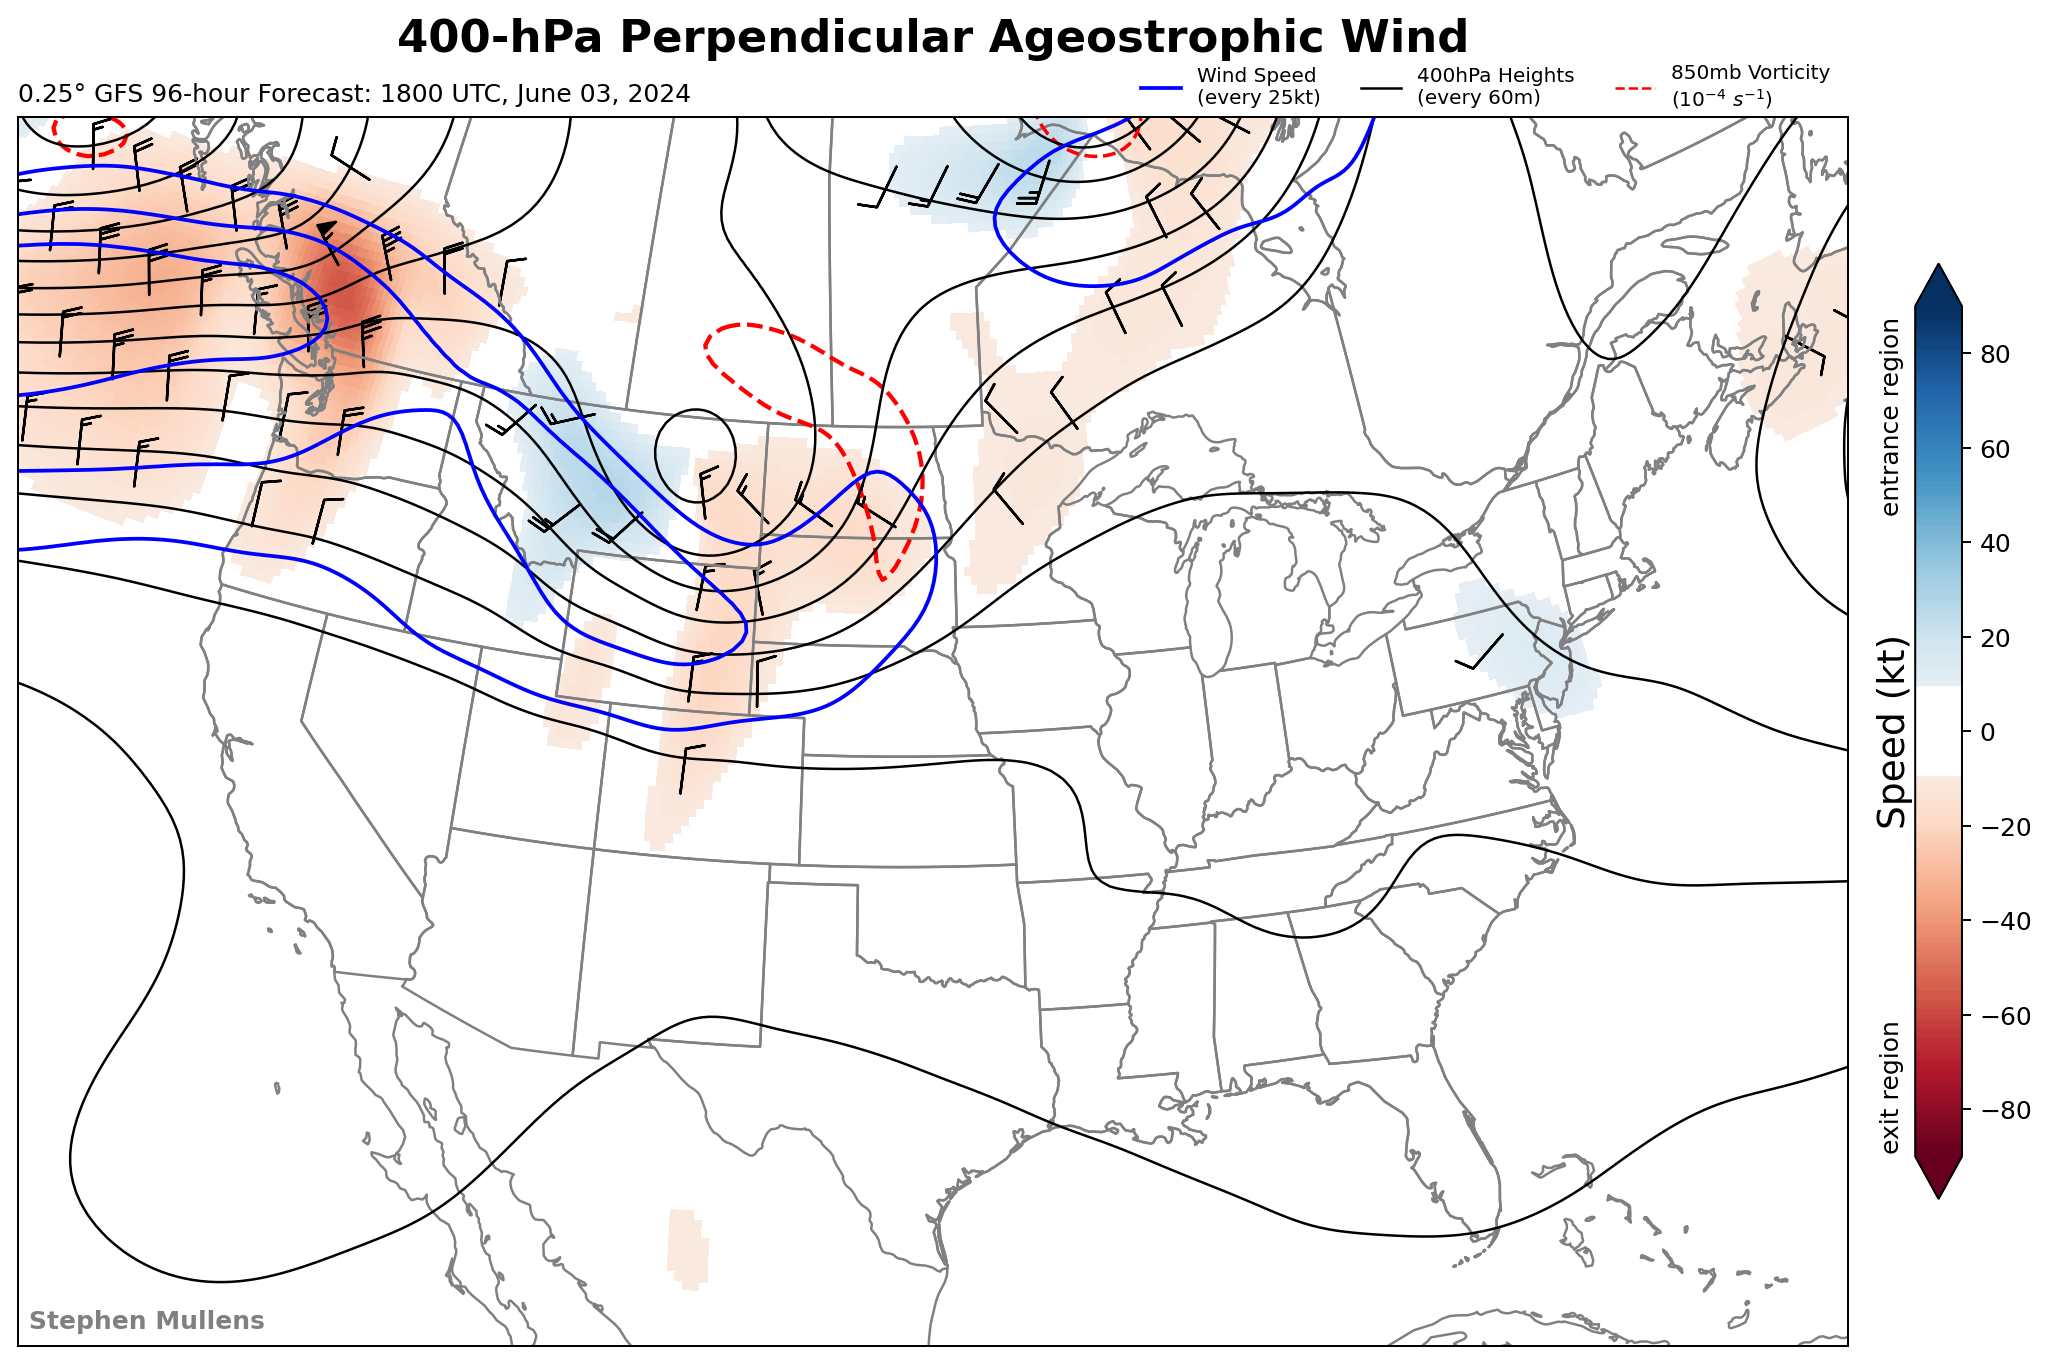 400-hPa Perpendicular Ageostrophic Wind
0.25° GFS 96-hour Forecast: 1800 UTC, June 03, 2024
Wind Speed
(every 25kt)
400hPa Heights
(every 60m)
850mb Vorticity
(10⁻⁴ s⁻¹)
entrance region
Speed (kt)
exit region
80
60
40
20
0
−20
−40
−60
−80
Stephen Mullens